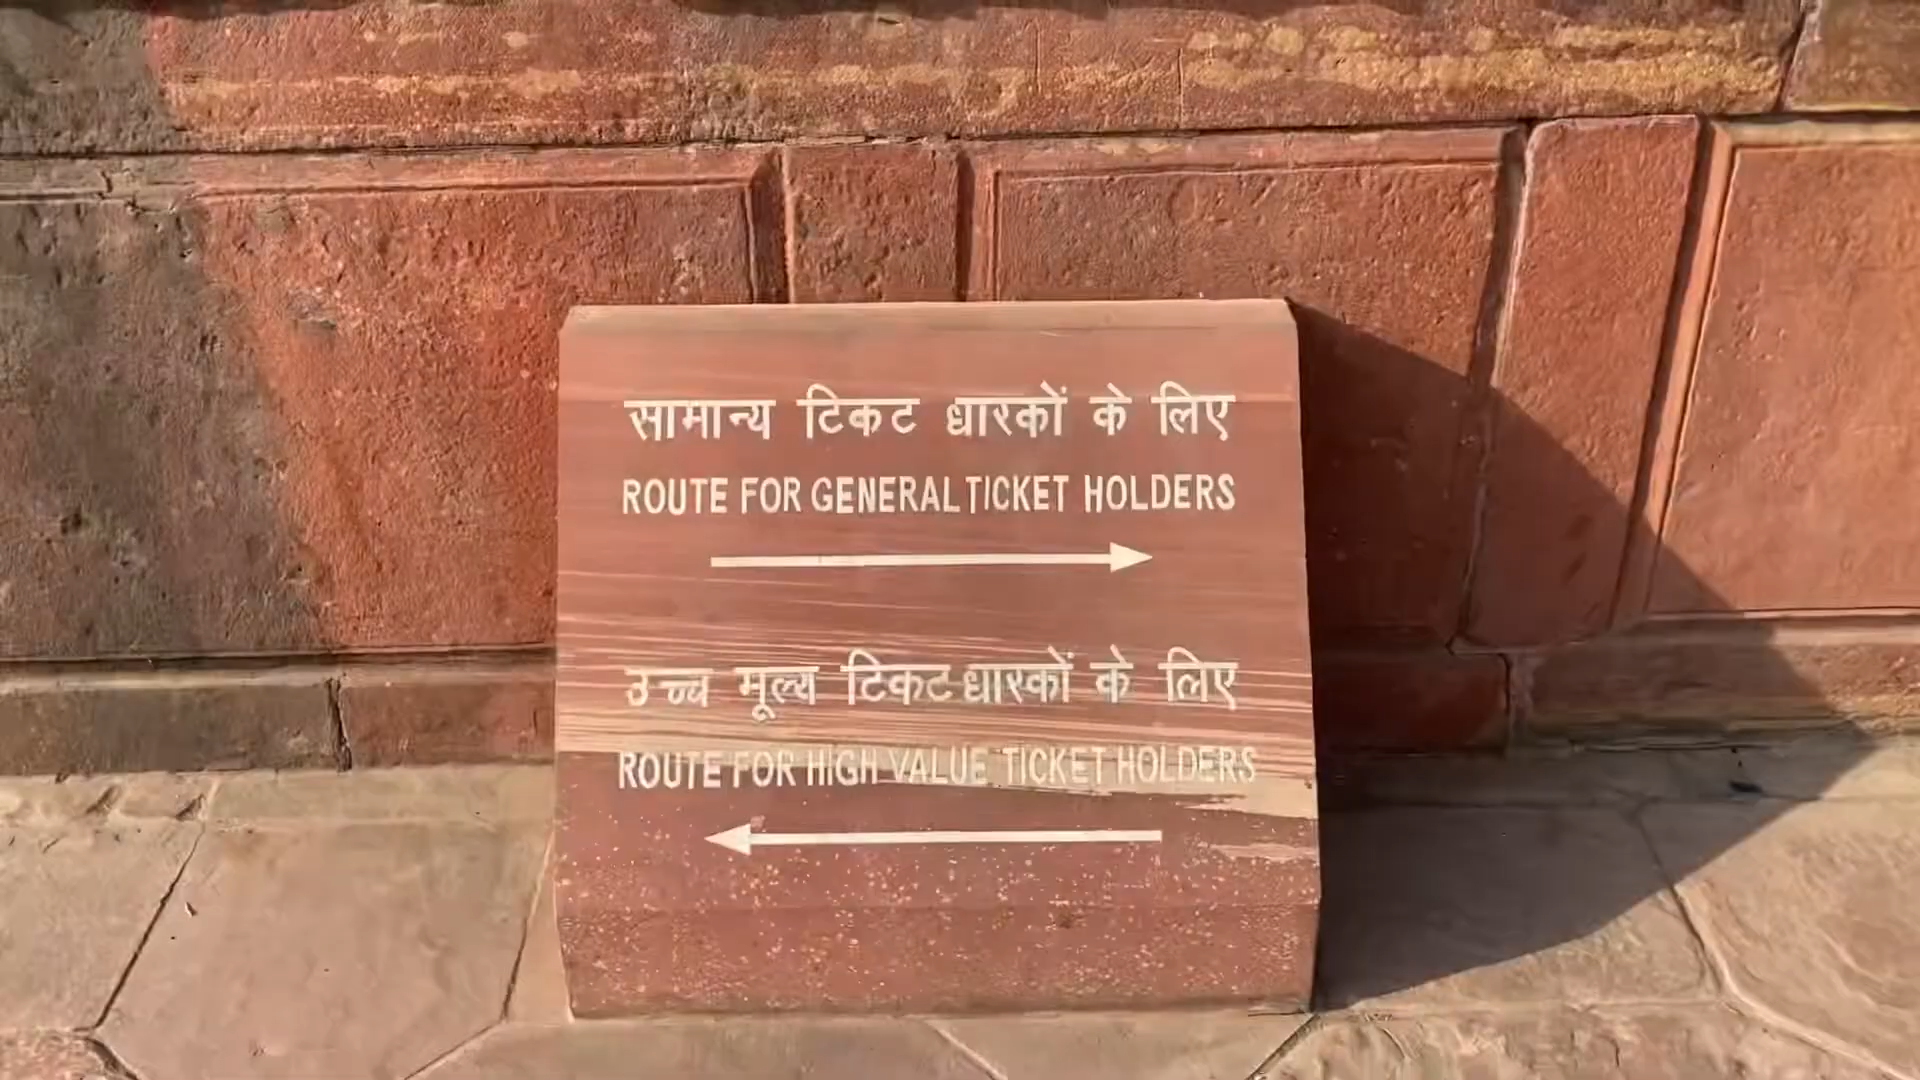 सामान्य टिकट धारकों के लिए
ROUTE FOR GENERAL TICKET HOLDERS
उच्च मूल्य टिकट धारकों के लिए
ROUTE FOR HIGH VALUE TICKET HOLDERS